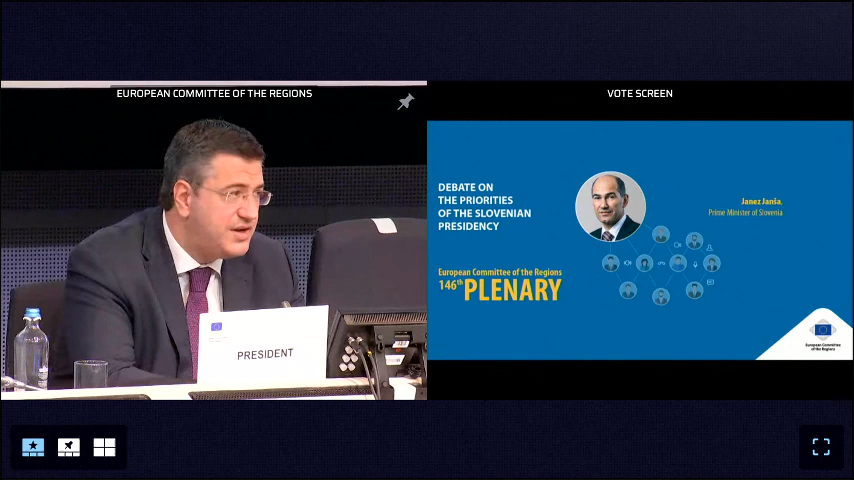 EUROPEAN COMMITTEE OF THE REGIONS
PRESIDENT
VOTE SCREEN
DEBATE ON
THE PRIORITIES
OF THE SLOVENIAN
PRESIDENCY
European Committee of the Regions
146th PLENARY
Janez Janša,
Prime Minister of Slovenia
European Committee
of the Regions